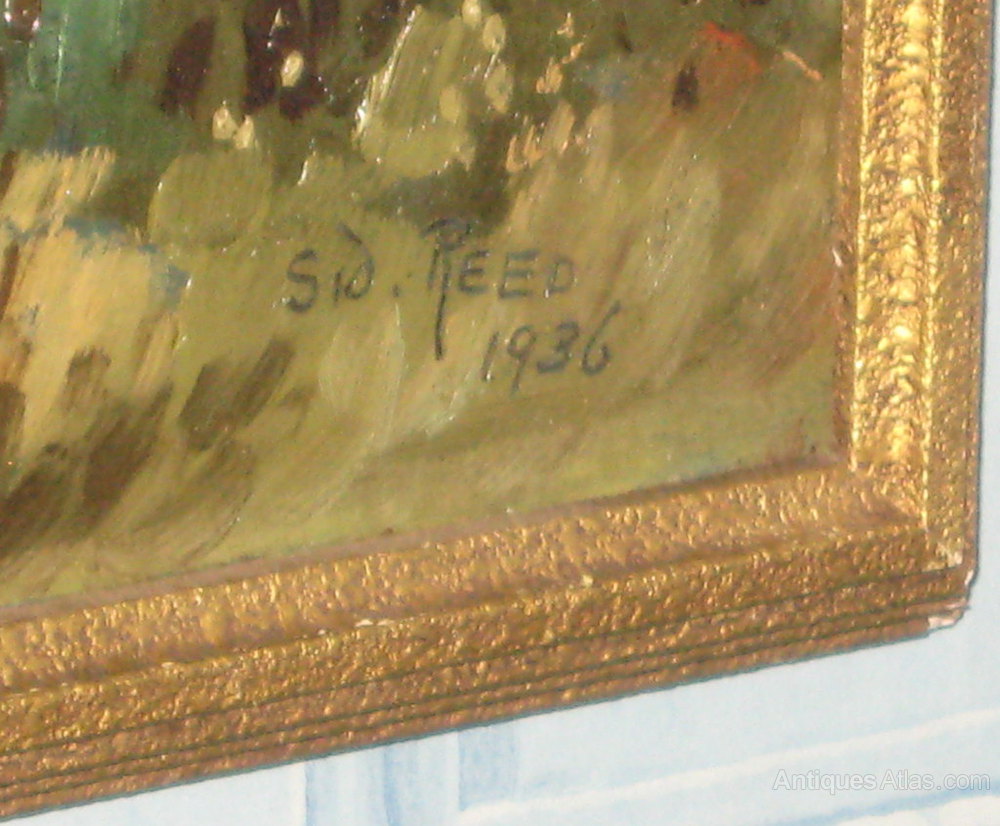 SiD. REED
1936
AntiquesAtlas.com